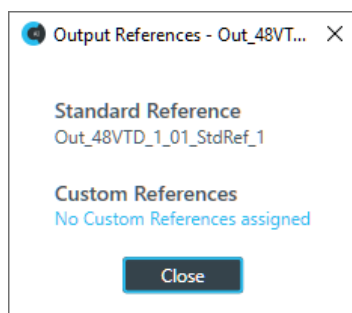 Output References - Out_48VT...
Standard Reference
Out_48VTD_1_01_StdRef_1
Custom References
No Custom References assigned
Close